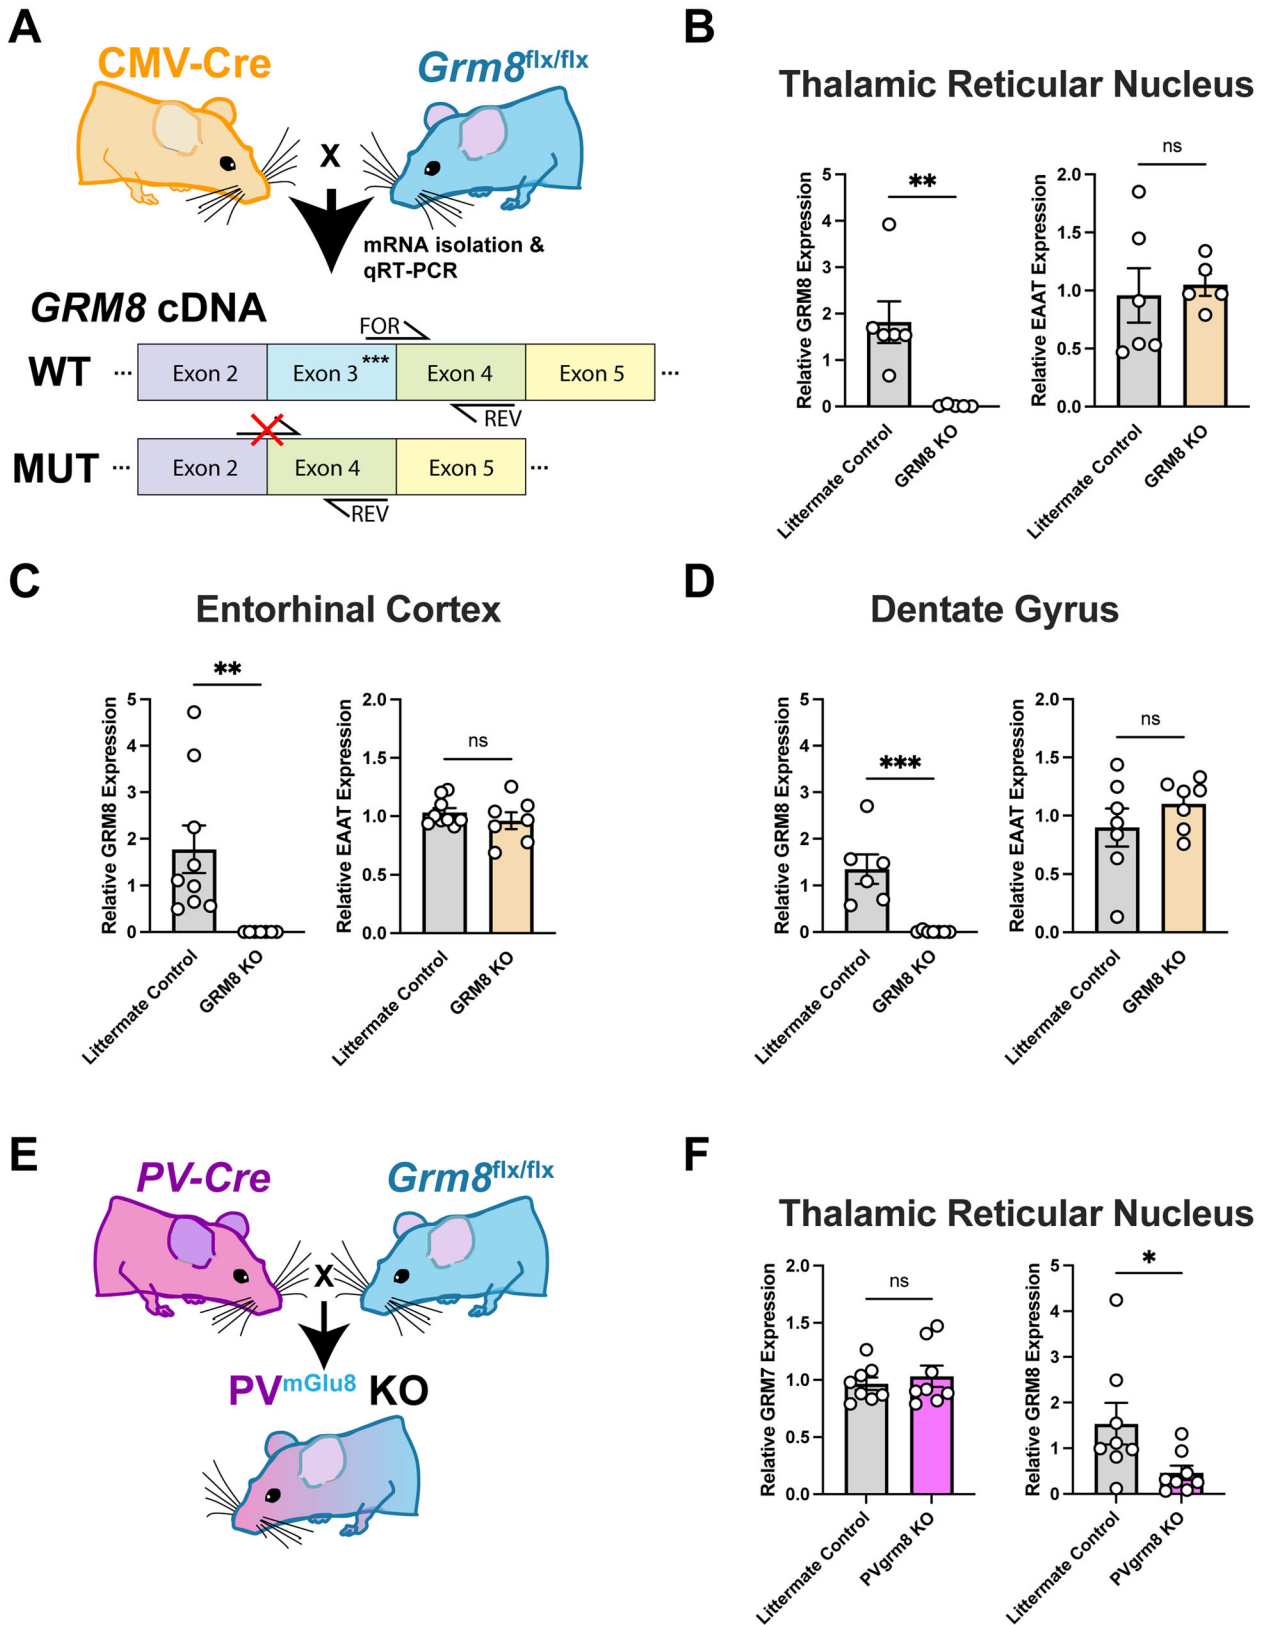 A
CMV-Cre
Grm8flx/flx
X
mRNA isolation &
qRT-PCR
GRM8 cDNA
FOR
WT
... Exon 2 Exon 3 *** Exon 4 Exon 5 ...
REV
MUT
... Exon 2 Exon 4 Exon 5 ...
REV
B
Thalamic Reticular Nucleus
Relative GRM8 Expression
5
4
3
2
1
0
**
Littermate Control
GRM8 KO
Relative EAAT Expression
2.0
1.5
1.0
0.5
0.0
ns
Littermate Control
GRM8 KO
C
Entorhinal Cortex
Relative GRM8 Expression
5
4
3
2
1
0
**
Littermate Control
GRM8 KO
Relative EAAT Expression
2.0
1.5
1.0
0.5
0.0
ns
Littermate Control
GRM8 KO
D
Dentate Gyrus
Relative GRM8 Expression
5
4
3
2
1
0
***
Littermate Control
GRM8 KO
Relative EAAT Expression
2.0
1.5
1.0
0.5
0.0
ns
Littermate Control
GRM8 KO
E
PV-Cre
Grm8flx/flx
X
PVmGlu8 KO
F
Thalamic Reticular Nucleus
Relative GRM7 Expression
2.0
1.5
1.0
0.5
0.0
ns
Littermate Control
PVgrm8 KO
Relative GRM8 Expression
5
4
3
2
1
0
*
Littermate Control
PVgrm8 KO